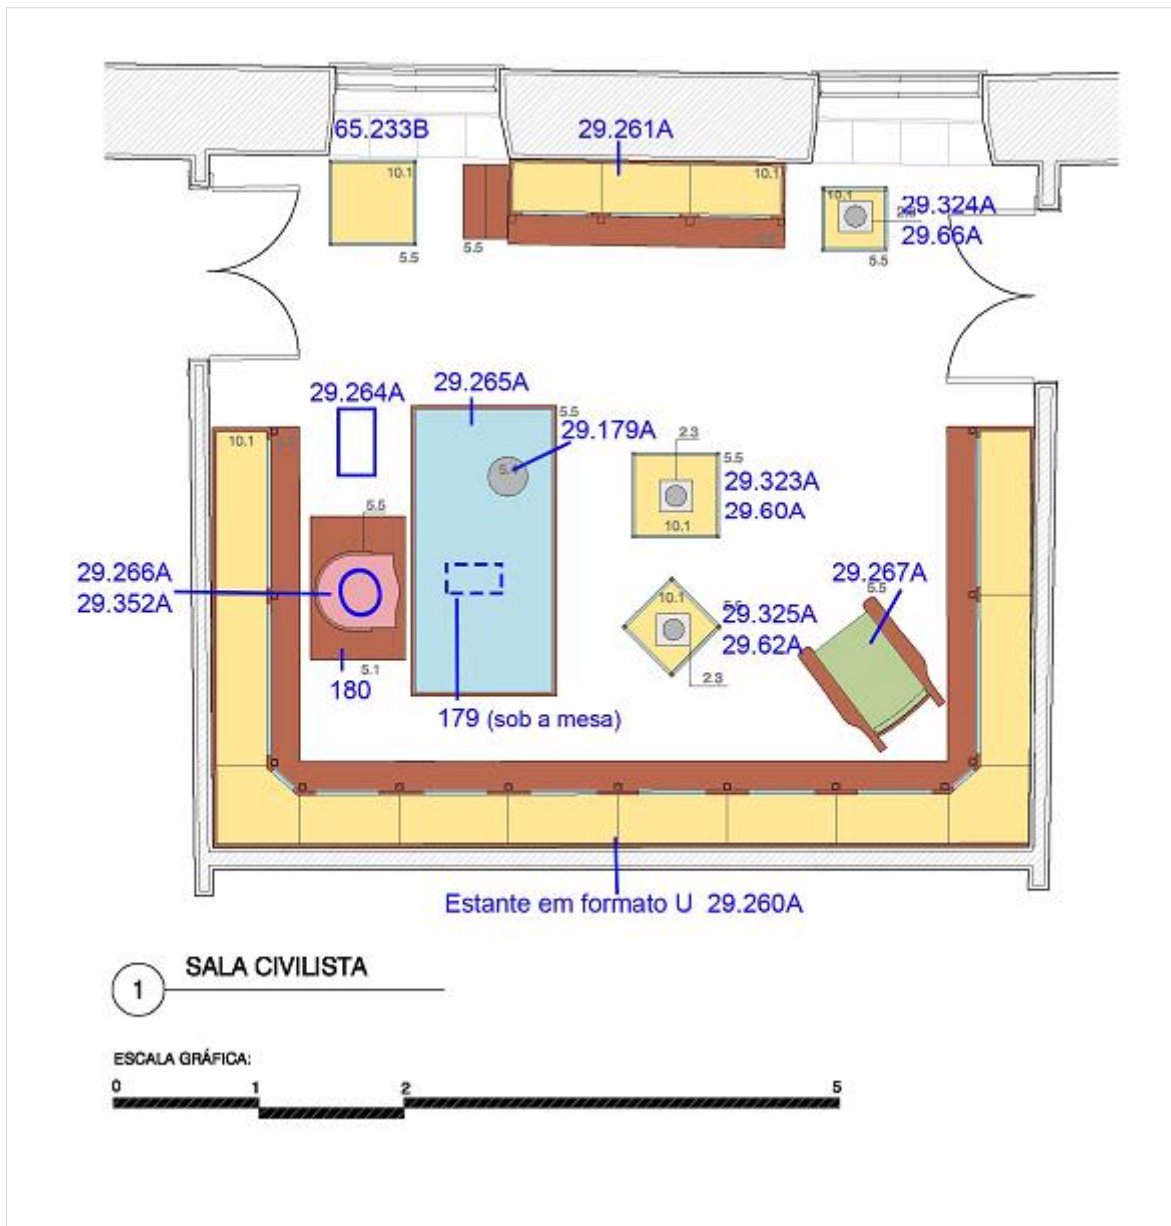 65.233B
29.261A
10.1
10.1
10.1
29.324A
2.3
29.66A
5.5
5.5
5.5
29.264A
29.265A
5.5
29.179A
10.1
2.3
5.5
29.323A
29.60A
10.1
5.5
29.266A
29.352A
29.267A
5.5
10.1
29.325A
29.62A
5.1
180
2.3
179 (sob a mesa)
Estante em formato U 29.260A
1
SALA CIVILISTA
ESCALA GRÁFICA:
0 1 2 5